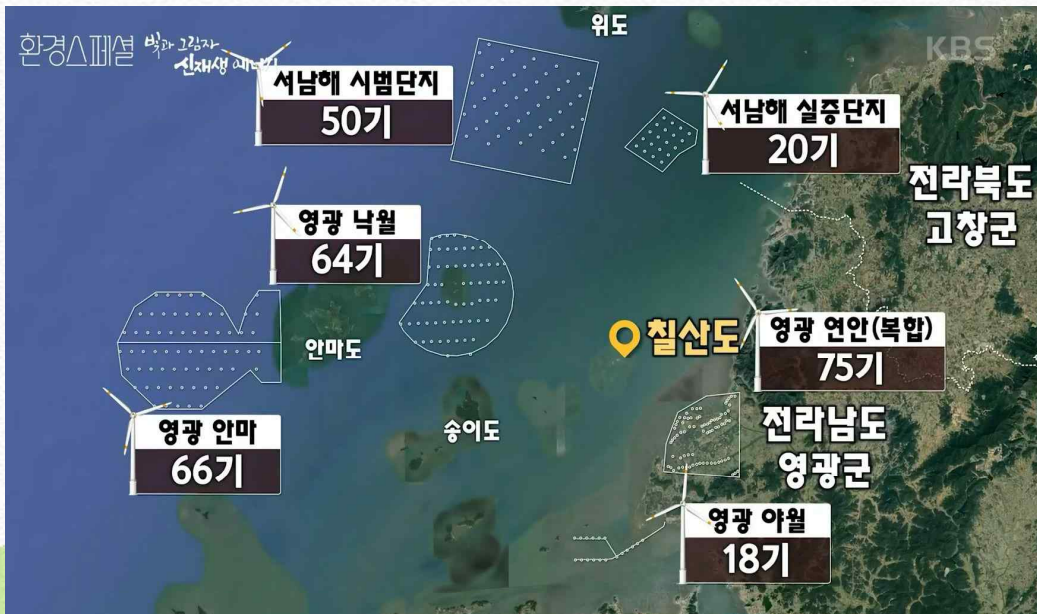 환경스페셜 빛과 그림자
신재생 에너지
KBS
위도
서남해 시범단지
50기
서남해 실증단지
20기
전라북도
고창군
영광 낙월
64기
안마도
칠산도
영광 연안(복합)
75기
영광 안마
66기
송이도
전라남도
영광군
영광 야월
18기